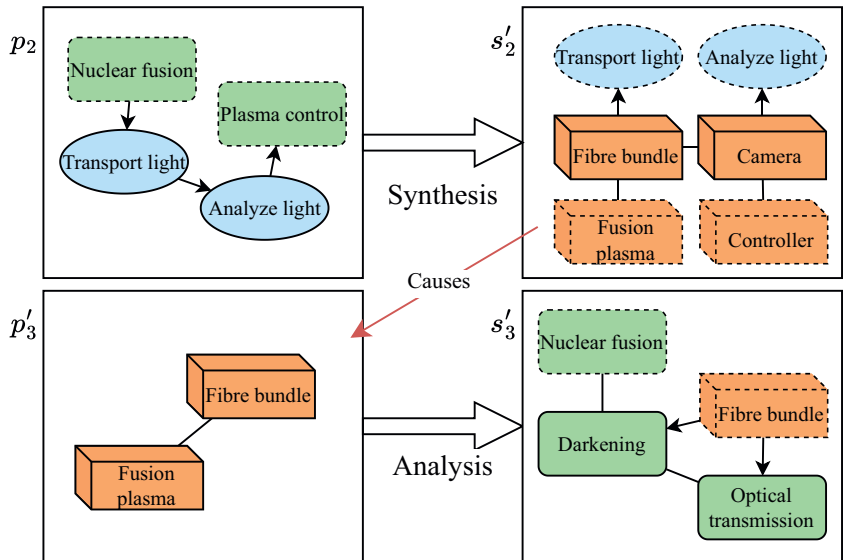 p₂
Nuclear fusion
Plasma control
Transport light
Analyze light
Synthesis
s′₂
Transport light
Analyze light
Fibre bundle
Camera
Fusion
plasma
Controller
Causes
p′₃
Fibre bundle
Fusion
plasma
Analysis
s′₃
Nuclear fusion
Fibre bundle
Darkening
Optical
transmission